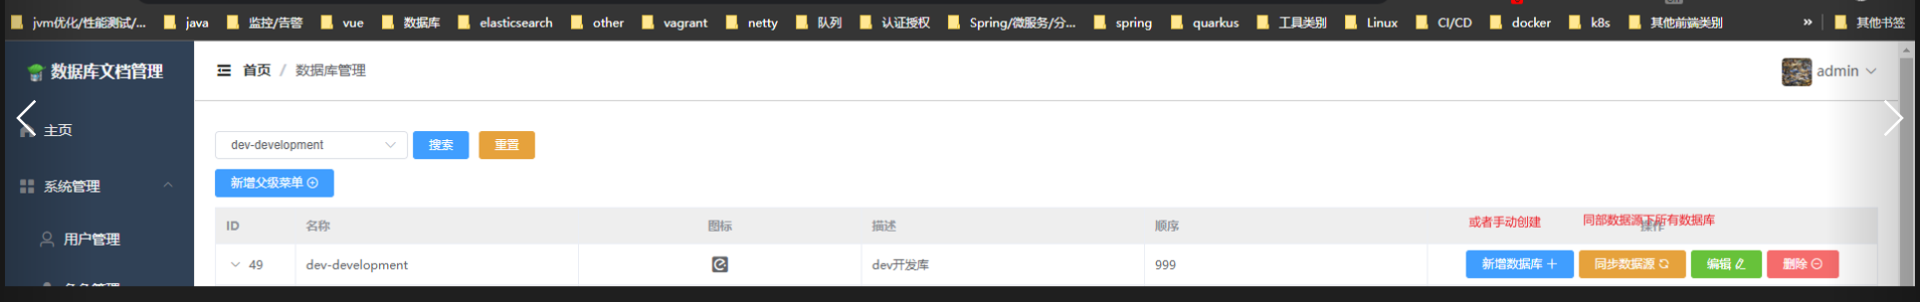 jvm优化/性能测试/... java 监控/告警 vue 数据库 elasticsearch other vagrant netty 队列 认证授权 Spring/微服务/分... spring quarkus 工具类别 Linux CI/CD docker k8s 其他前端类别 » 其他书签
数据库文档管理 首页 / 数据库管理 admin
主页
dev-development 搜索 重置
系统管理 新增父级菜单
ID 名称 图标 描述 顺序 操作
或者手动创建 同部数据源下所有数据库
用户管理
49 dev-development dev开发库 999 新增数据库 同步数据源 编辑 删除